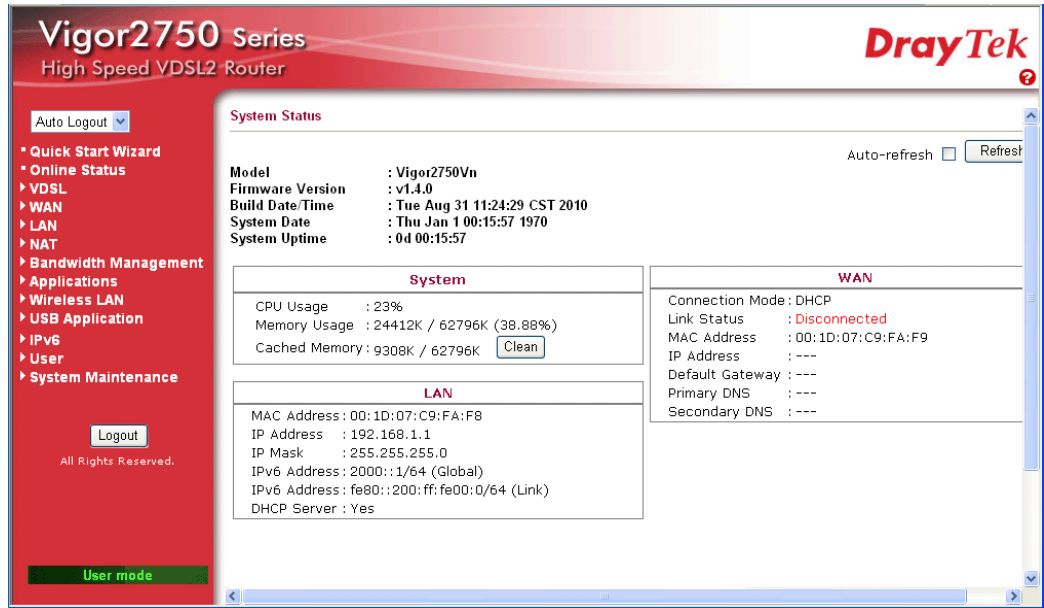 Vigor2750 Series
High Speed VDSL2 Router
DrayTek
?
Auto Logout
Quick Start Wizard
Online Status
VDSL
WAN
LAN
NAT
Bandwidth Management
Applications
Wireless LAN
USB Application
IPv6
User
System Maintenance
Logout
All Rights Reserved.
User mode
System Status
Auto-refresh Refresh
Model : Vigor2750Vn
Firmware Version : v1.4.0
Build Date/Time : Tue Aug 31 11:24:29 CST 2010
System Date : Thu Jan 1 00:15:57 1970
System Uptime : 0d 00:15:57
System
CPU Usage : 23%
Memory Usage : 24412K / 62796K (38.88%)
Cached Memory : 9308K / 62796K Clean
LAN
MAC Address : 00:1D:07:C9:FA:F8
IP Address : 192.168.1.1
IP Mask : 255.255.255.0
IPv6 Address : 2000::1/64 (Global)
IPv6 Address : fe80::200:ff:fe00:0/64 (Link)
DHCP Server : Yes
WAN
Connection Mode : DHCP
Link Status : Disconnected
MAC Address : 00:1D:07:C9:FA:F9
IP Address : ---
Default Gateway : ---
Primary DNS : ---
Secondary DNS : ---